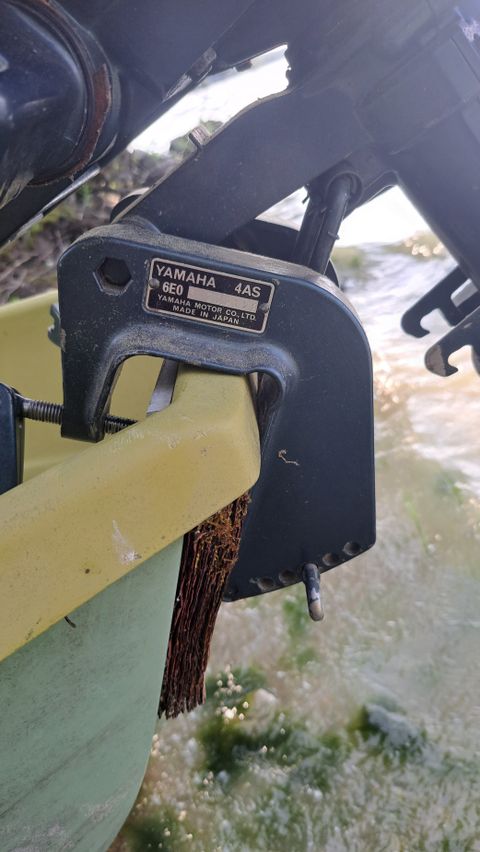 YAMAHA 4AS
6E0
YAMAHA MOTOR CO., LTD.
MADE IN JAPAN